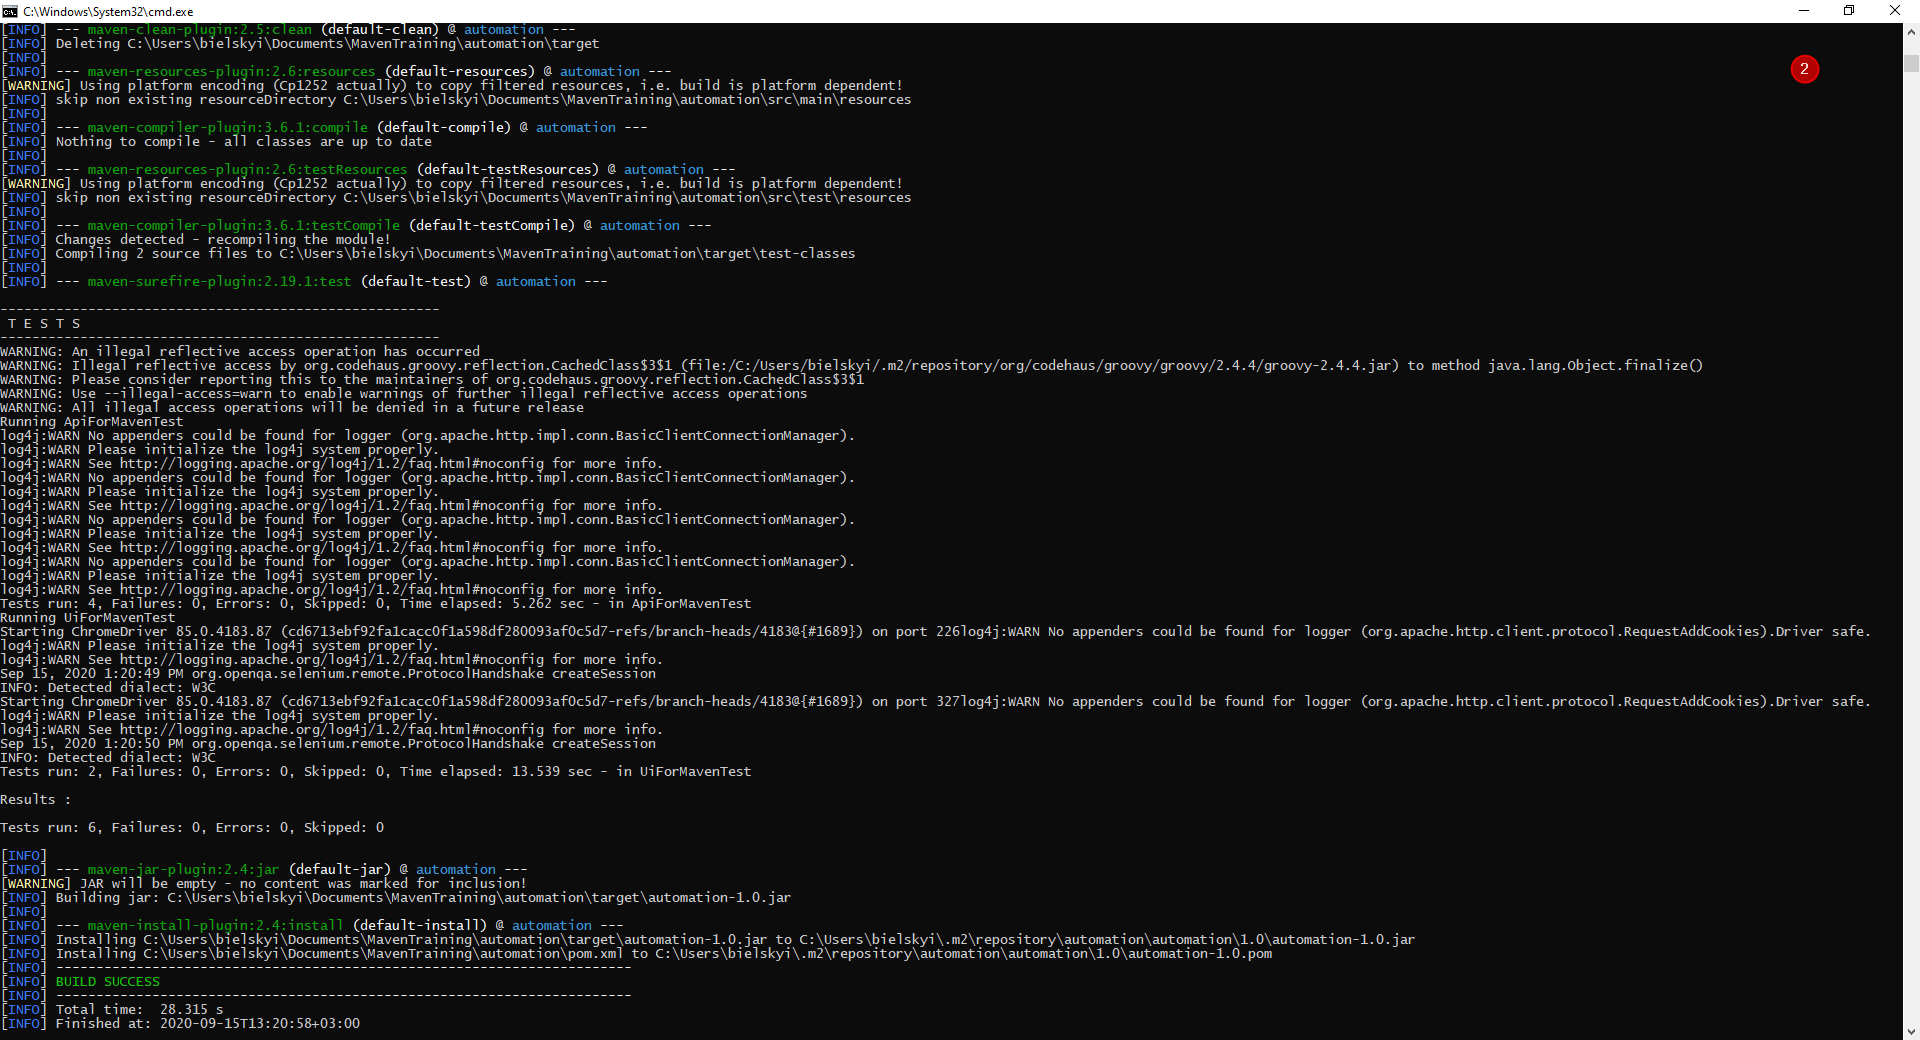 C:\Windows\System32\cmd.exe
[INFO] --- maven-clean-plugin:2.5:clean (default-clean) @ automation ---
[INFO] Deleting C:\Users\bielskyi\Documents\MavenTraining\automation\target
[INFO]
[INFO] --- maven-resources-plugin:2.6:resources (default-resources) @ automation ---
2
[WARNING] Using platform encoding (Cp1252 actually) to copy filtered resources, i.e. build is platform dependent!
[INFO] skip non existing resourceDirectory C:\Users\bielskyi\Documents\MavenTraining\automation\src\main\resources
[INFO]
[INFO] --- maven-compiler-plugin:3.6.1:compile (default-compile) @ automation ---
[INFO] Nothing to compile - all classes are up to date
[INFO]
[INFO] --- maven-resources-plugin:2.6:testResources (default-testResources) @ automation ---
[WARNING] Using platform encoding (Cp1252 actually) to copy filtered resources, i.e. build is platform dependent!
[INFO] skip non existing resourceDirectory C:\Users\bielskyi\Documents\MavenTraining\automation\src\test\resources
[INFO]
[INFO] --- maven-compiler-plugin:3.6.1:testCompile (default-testCompile) @ automation ---
[INFO] Changes detected - recompiling the module!
[INFO] Compiling 2 source files to C:\Users\bielskyi\Documents\MavenTraining\automation\target\test-classes
[INFO]
[INFO] --- maven-surefire-plugin:2.19.1:test (default-test) @ automation ---
-------------------------------------------------------
T E S T S
-------------------------------------------------------
WARNING: An illegal reflective access operation has occurred
WARNING: Illegal reflective access by org.codehaus.groovy.reflection.CachedClass$3$1 (file:/C:/Users/bielskyi/.m2/repository/org/codehaus/groovy/groovy/2.4.4/groovy-2.4.4.jar) to method java.lang.Object.finalize()
WARNING: Please consider reporting this to the maintainers of org.codehaus.groovy.reflection.CachedClass$3$1
WARNING: Use --illegal-access=warn to enable warnings of further illegal reflective access operations
WARNING: All illegal access operations will be denied in a future release
Running ApiForMavenTest
log4j:WARN No appenders could be found for logger (org.apache.http.impl.conn.BasicClientConnectionManager).
log4j:WARN Please initialize the log4j system properly.
log4j:WARN See http://logging.apache.org/log4j/1.2/faq.html#noconfig for more info.
log4j:WARN No appenders could be found for logger (org.apache.http.impl.conn.BasicClientConnectionManager).
log4j:WARN Please initialize the log4j system properly.
log4j:WARN See http://logging.apache.org/log4j/1.2/faq.html#noconfig for more info.
log4j:WARN No appenders could be found for logger (org.apache.http.impl.conn.BasicClientConnectionManager).
log4j:WARN Please initialize the log4j system properly.
log4j:WARN See http://logging.apache.org/log4j/1.2/faq.html#noconfig for more info.
log4j:WARN No appenders could be found for logger (org.apache.http.impl.conn.BasicClientConnectionManager).
log4j:WARN Please initialize the log4j system properly.
log4j:WARN See http://logging.apache.org/log4j/1.2/faq.html#noconfig for more info.
Tests run: 4, Failures: 0, Errors: 0, Skipped: 0, Time elapsed: 5.262 sec - in ApiForMavenTest
Running UiForMavenTest
Starting ChromeDriver 85.0.4183.87 (cd6713ebf92fa1cacc0f1a598df280093af0c5d7-refs/branch-heads/4183@{#1689}) on port 226log4j:WARN No appenders could be found for logger (org.apache.http.client.protocol.RequestAddCookies).Driver safe.
log4j:WARN Please initialize the log4j system properly.
log4j:WARN See http://logging.apache.org/log4j/1.2/faq.html#noconfig for more info.
Sep 15, 2020 1:20:49 PM org.openqa.selenium.remote.ProtocolHandshake createSession
INFO: Detected dialect: W3C
Starting ChromeDriver 85.0.4183.87 (cd6713ebf92fa1cacc0f1a598df280093af0c5d7-refs/branch-heads/4183@{#1689}) on port 327log4j:WARN No appenders could be found for logger (org.apache.http.client.protocol.RequestAddCookies).Driver safe.
log4j:WARN Please initialize the log4j system properly.
log4j:WARN See http://logging.apache.org/log4j/1.2/faq.html#noconfig for more info.
Sep 15, 2020 1:20:50 PM org.openqa.selenium.remote.ProtocolHandshake createSession
INFO: Detected dialect: W3C
Tests run: 2, Failures: 0, Errors: 0, Skipped: 0, Time elapsed: 13.539 sec - in UiForMavenTest
Results :
Tests run: 6, Failures: 0, Errors: 0, Skipped: 0
[INFO]
[INFO] --- maven-jar-plugin:2.4:jar (default-jar) @ automation ---
[WARNING] JAR will be empty - no content was marked for inclusion!
[INFO] Building jar: C:\Users\bielskyi\Documents\MavenTraining\automation\target\automation-1.0.jar
[INFO]
[INFO] --- maven-install-plugin:2.4:install (default-install) @ automation ---
[INFO] Installing C:\Users\bielskyi\Documents\MavenTraining\automation\target\automation-1.0.jar to C:\Users\bielskyi\.m2\repository\automation\automation\1.0\automation-1.0.jar
[INFO] Installing C:\Users\bielskyi\Documents\MavenTraining\automation\pom.xml to C:\Users\bielskyi\.m2\repository\automation\automation\1.0\automation-1.0.pom
[INFO] ------------------------------------------------------------------------
[INFO] BUILD SUCCESS
[INFO] ------------------------------------------------------------------------
[INFO] Total time:  28.315 s
[INFO] Finished at: 2020-09-15T13:20:58+03:00